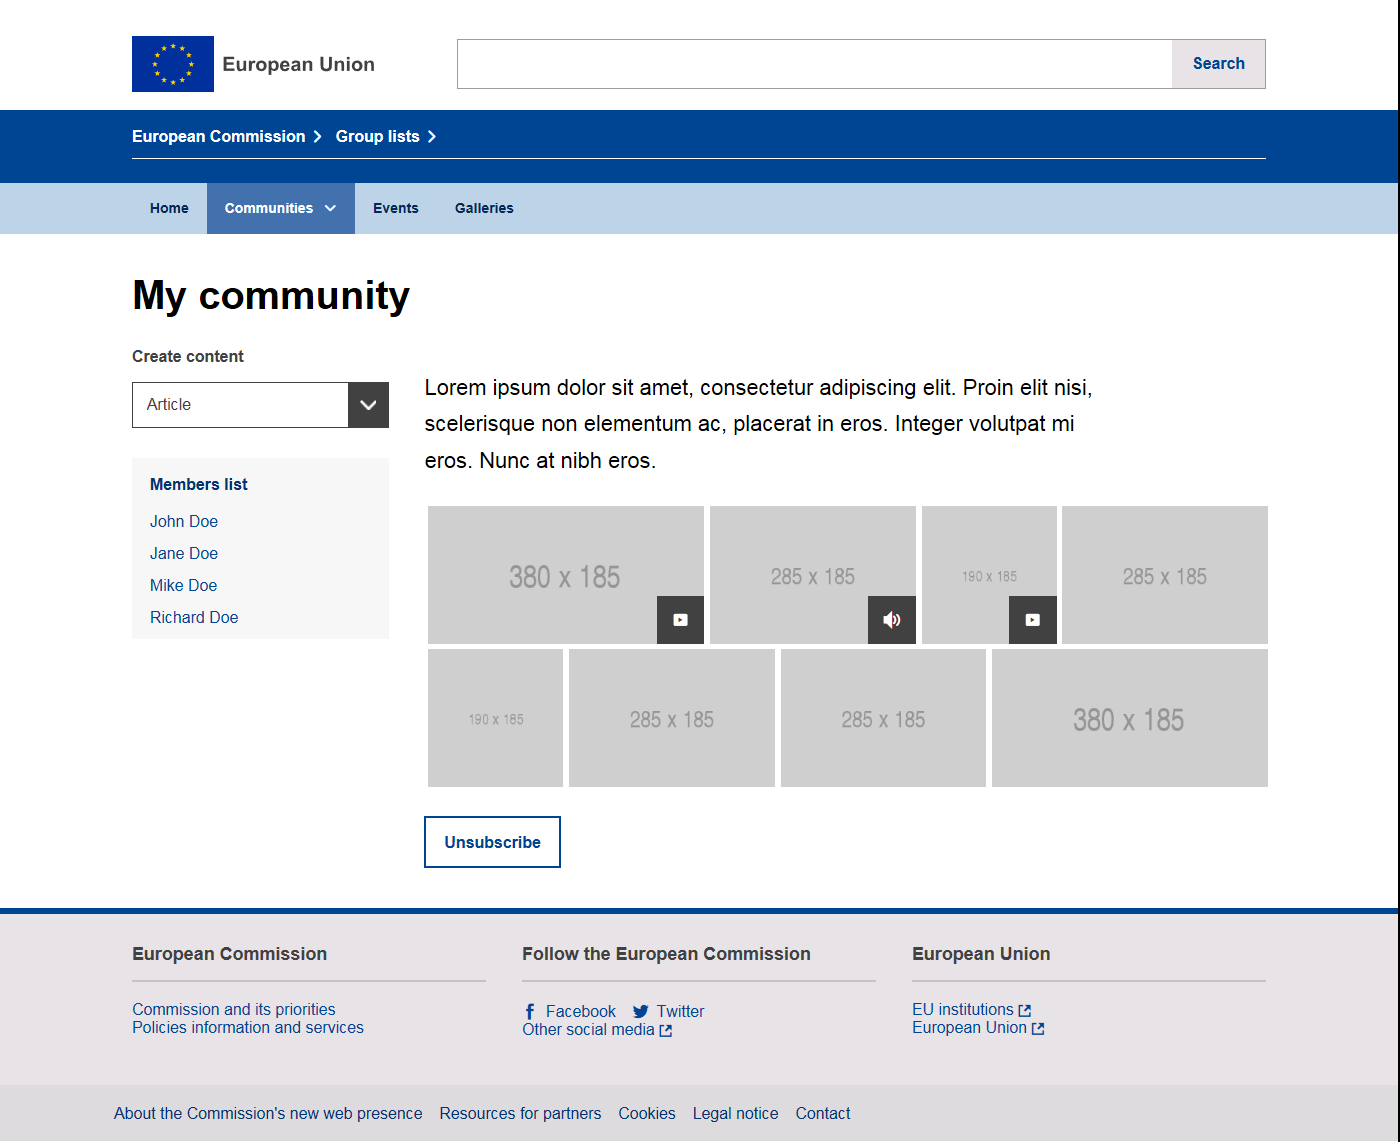 European Union
Search
European Commission Group lists
Home Communities Events Galleries
My community
Create content
Article
Members list
John Doe
Jane Doe
Mike Doe
Richard Doe
Lorem ipsum dolor sit amet, consectetur adipiscing elit. Proin elit nisi,
scelerisque non elementum ac, placerat in eros. Integer volutpat mi
eros. Nunc at nibh eros.
380 x 185 285 x 185 190 x 185 285 x 185
190 x 185 285 x 185 285 x 185 380 x 185
Unsubscribe
European Commission
Commission and its priorities
Policies information and services
Follow the European Commission
Facebook Twitter
Other social media
European Union
EU institutions
European Union
About the Commission's new web presence Resources for partners Cookies Legal notice Contact